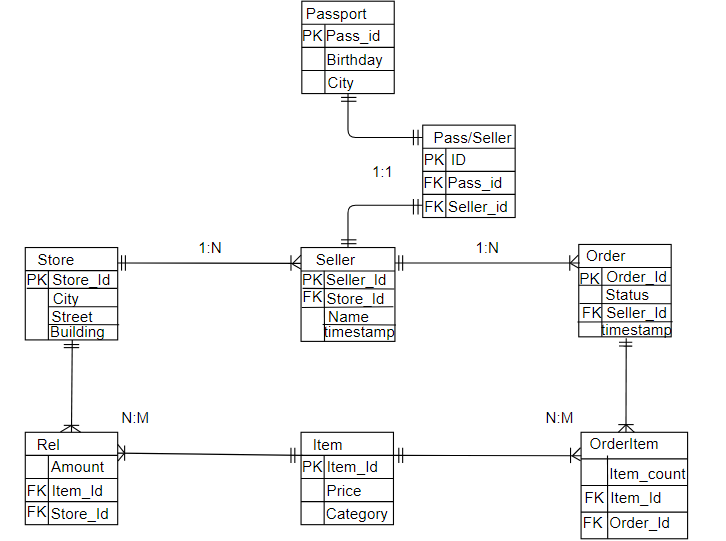 Passport
PK Pass_id
Birthday
City
Pass/Seller
PK ID
FK Pass_id
FK Seller_id
1:1
1:N
1:N
Store
PK Store_Id
City
Street
Building
Seller
PK Seller_Id
FK Store_Id
Name
timestamp
Order
PK Order_Id
Status
FK Seller_Id
timestamp
N:M
N:M
Rel
Amount
FK Item_Id
FK Store_Id
Item
PK Item_Id
Price
Category
OrderItem
Item_count
FK Item_Id
FK Order_Id